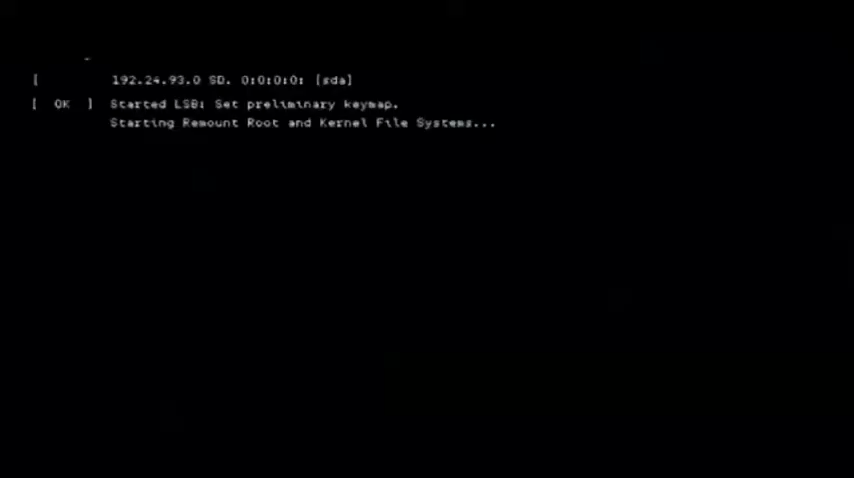 [ 192.24.93.0 SD. 0:0:0:0: [sda]
[ OK ] Started LSB: Set preliminary keymap.
Starting Remount Root and Kernel File Systems...